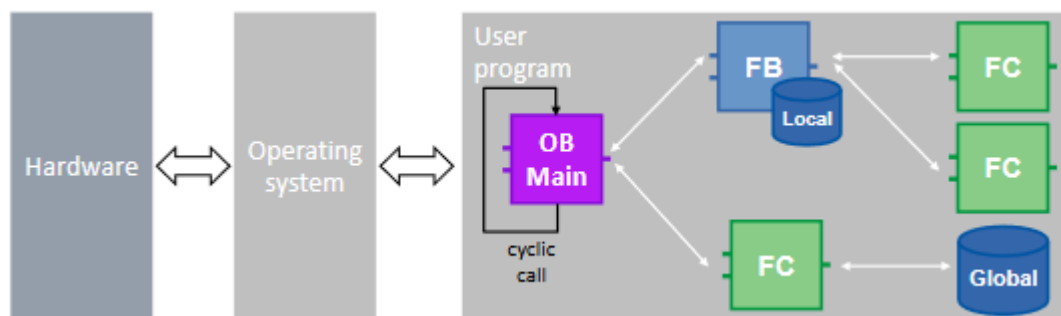 Hardware
Operating
system
User
program
OB
Main
cyclic
call
FB
Local
FC
FC
FC
Global